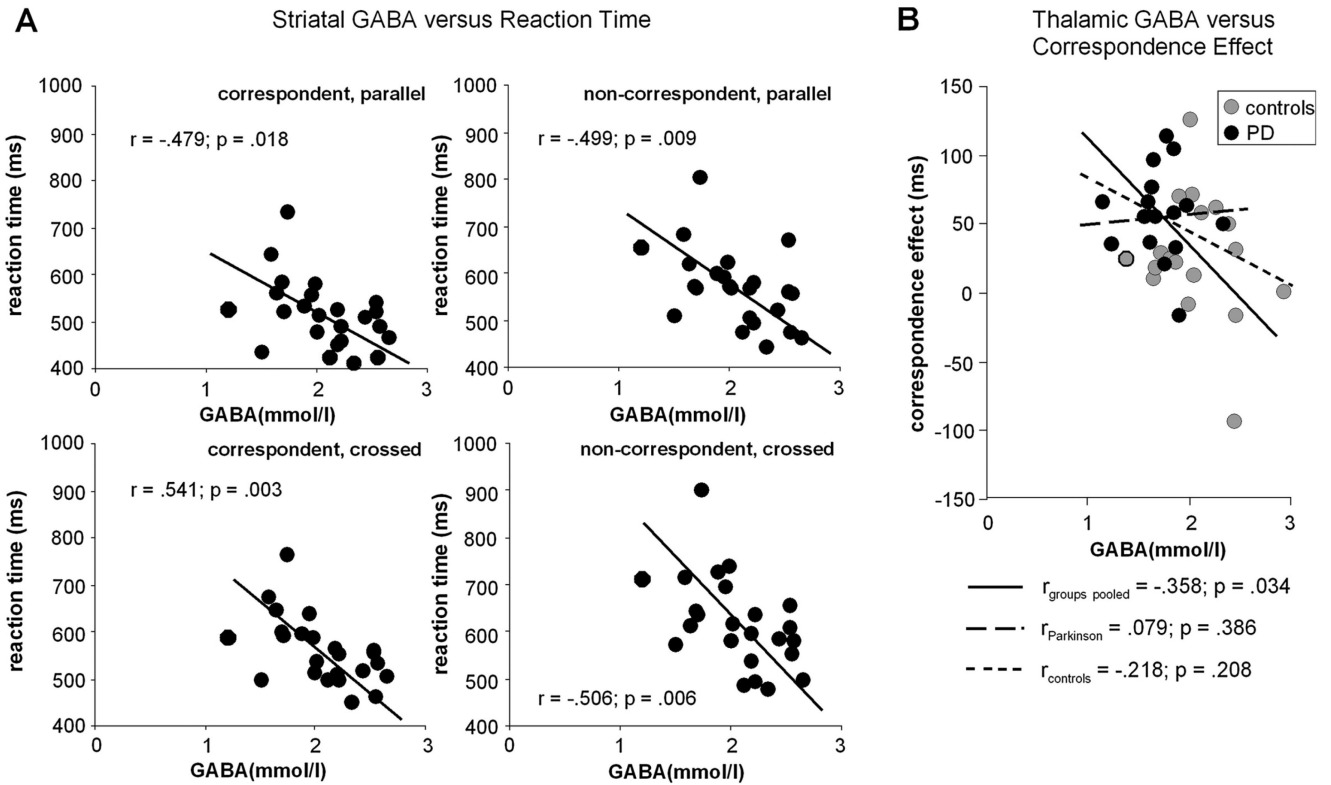 A
Striatal GABA versus Reaction Time
correspondent, parallel
r = -.479; p = .018
reaction time (ms)
1000
900
800
700
600
500
400
0 1 2 3
GABA(mmol/l)
non-correspondent, parallel
r = -.499; p = .009
reaction time (ms)
1000
900
800
700
600
500
400
0 1 2 3
GABA(mmol/l)
correspondent, crossed
r = .541; p = .003
reaction time (ms)
1000
900
800
700
600
500
400
0 1 2 3
GABA(mmol/l)
non-correspondent, crossed
r = -.506; p = .006
reaction time (ms)
1000
900
800
700
600
500
400
0 1 2 3
GABA(mmol/l)
B
Thalamic GABA versus
Correspondence Effect
controls
PD
correspondence effect (ms)
150
100
50
0
-50
-100
-150
0 1 2 3
GABA(mmol/l)
r groups pooled = -.358; p = .034
r Parkinson = .079; p = .386
r controls = -.218; p = .208